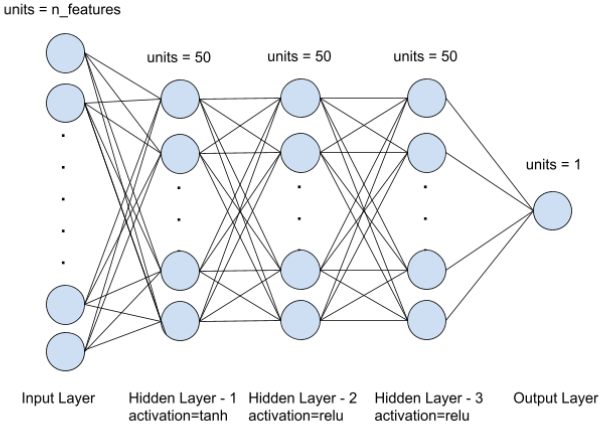 units = n_features
units = 50
units = 50
units = 50
units = 1
Input Layer
Hidden Layer - 1
activation=tanh
Hidden Layer - 2
activation=relu
Hidden Layer - 3
activation=relu
Output Layer